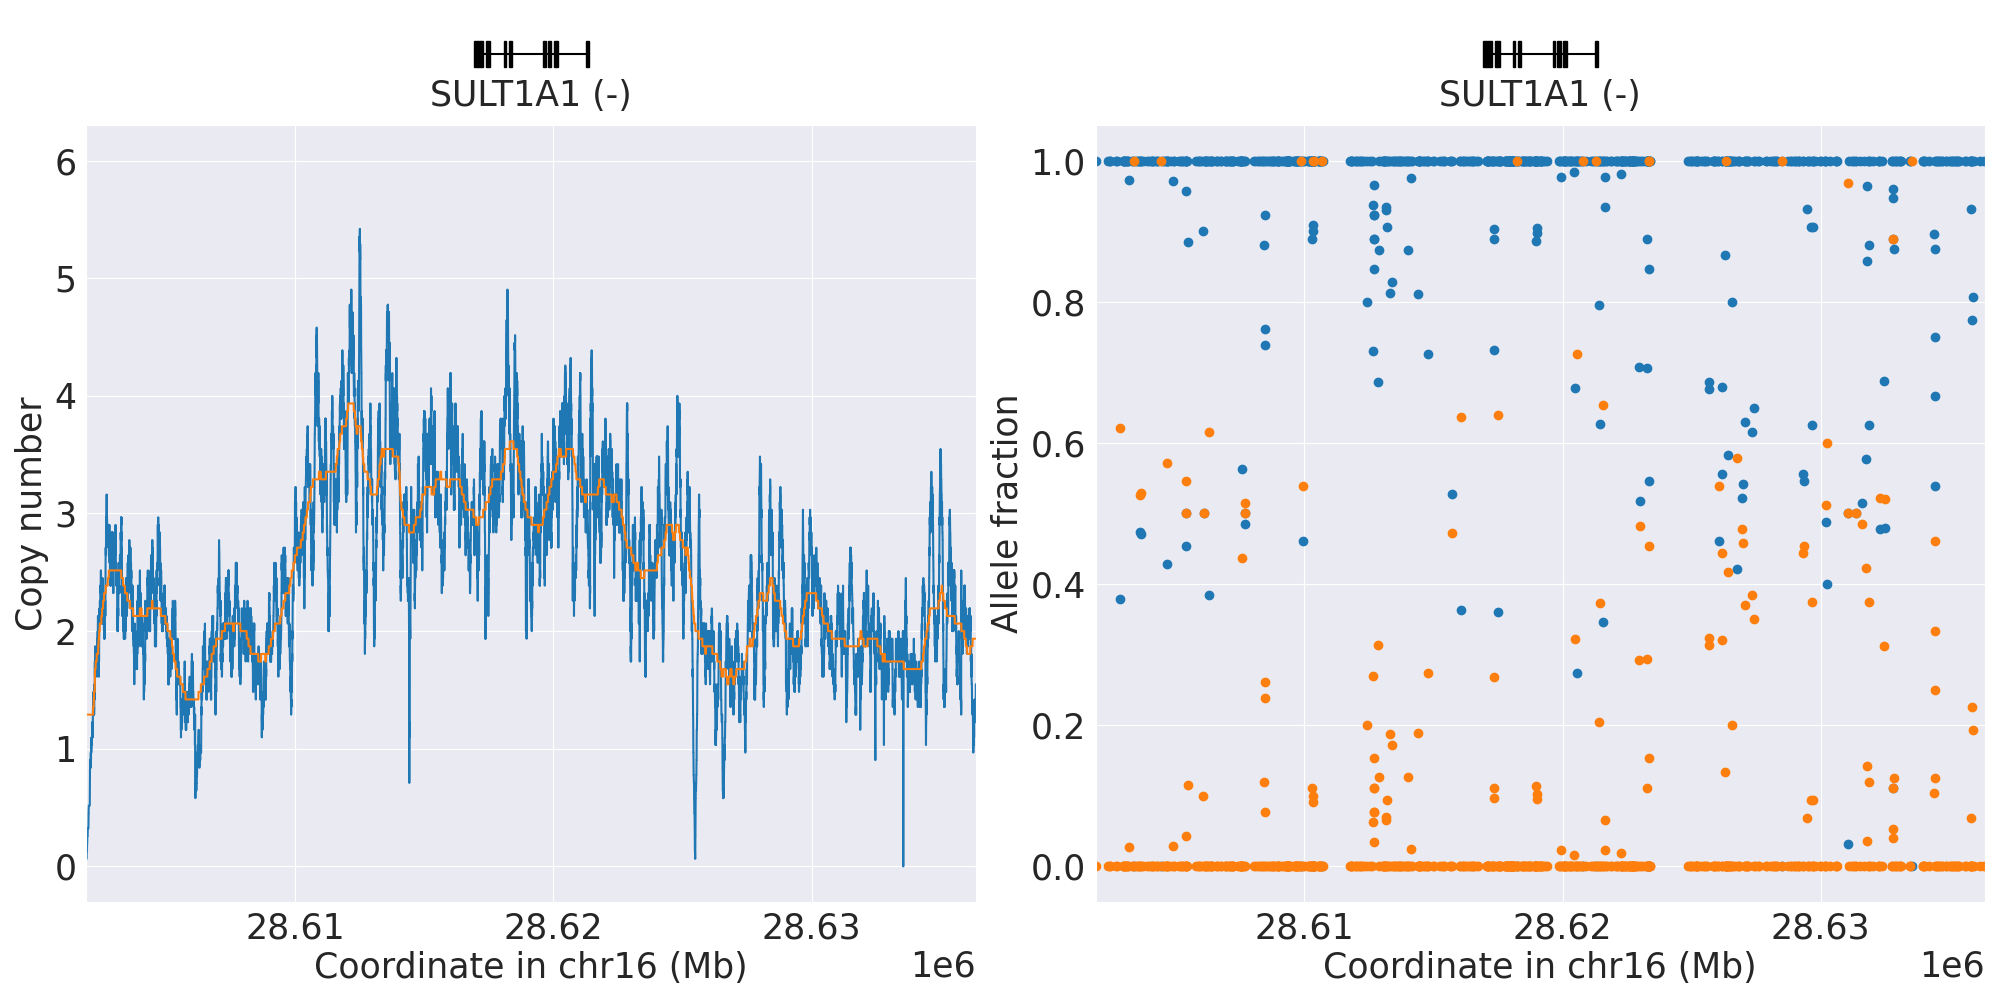 SULT1A1 (-)
6
5
4
3
2
1
0
Copy number
28.61
28.62
28.63
Coordinate in chr16 (Mb)
1e6
SULT1A1 (-)
1.0
0.8
0.6
0.4
0.2
0.0
Allele fraction
28.61
28.62
28.63
Coordinate in chr16 (Mb)
1e6